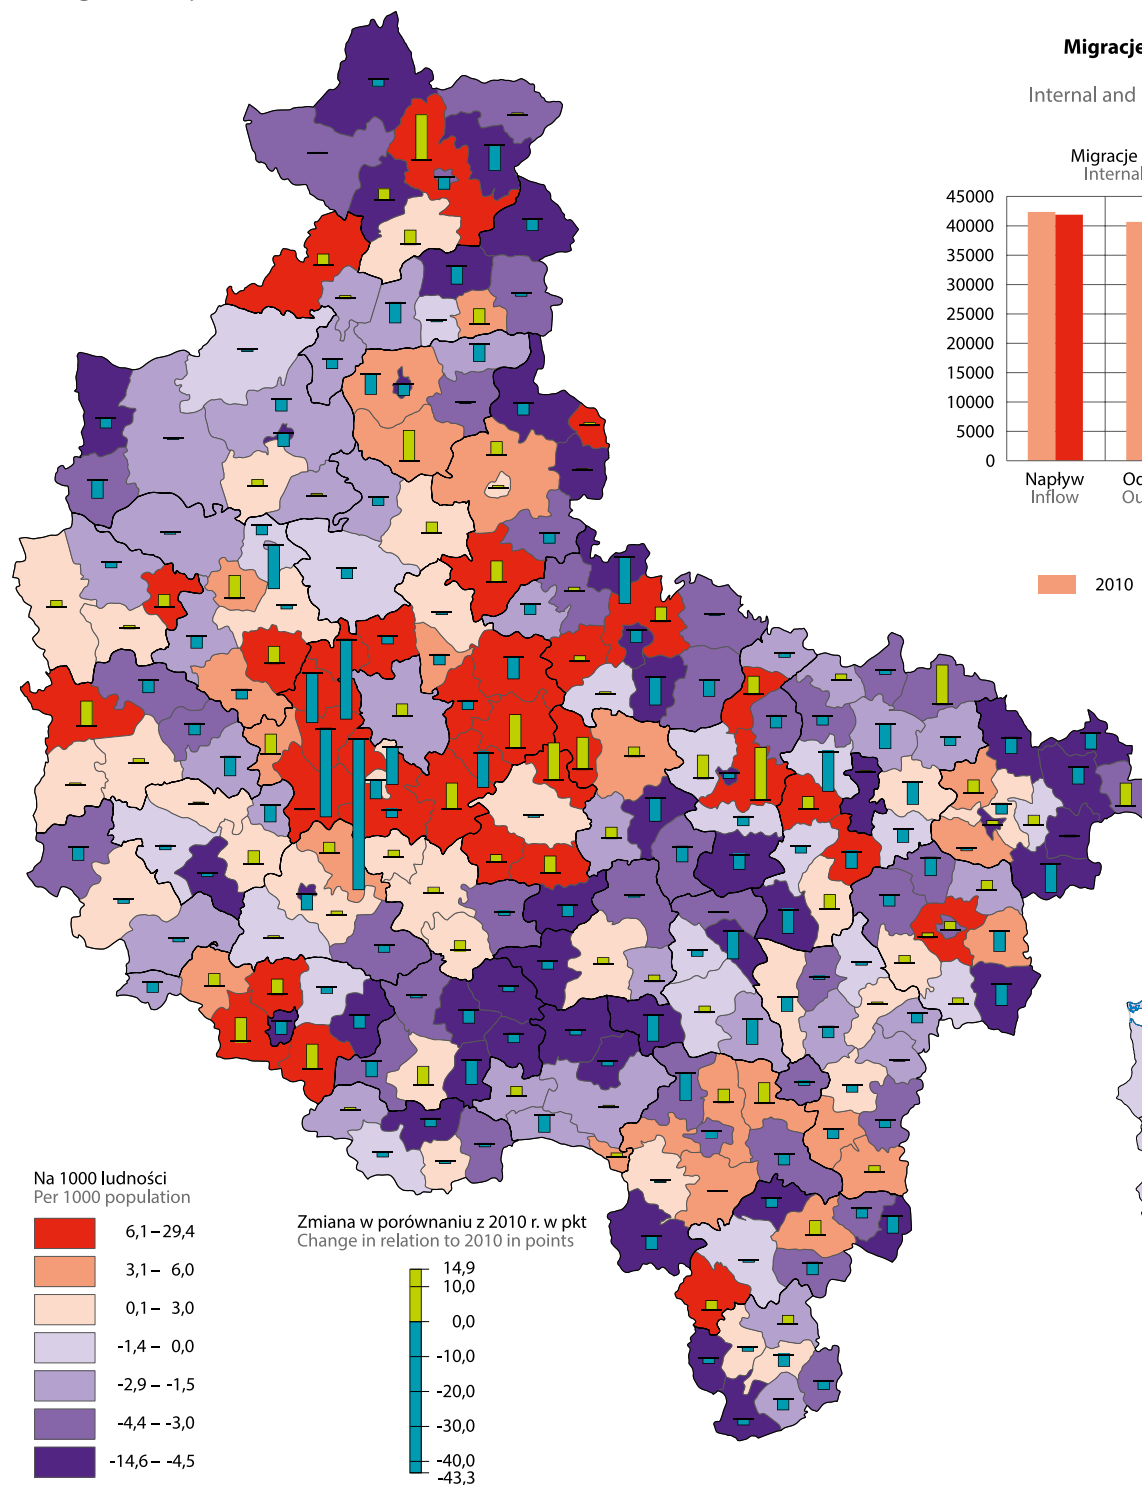 Migracje
Internal and
Migracje
Internal
45000
40000
35000
30000
25000
20000
15000
10000
5000
0
Napływ
Inflow
2010
Na 1000 ludności
Per 1000 population
6,1 – 29,4
3,1 – 6,0
0,1 – 3,0
-1,4 – 0,0
-2,9 – -1,5
-4,4 – -3,0
-14,6 – -4,5
Zmiana w porównaniu z 2010 r. w pkt
Change in relation to 2010 in points
14,9
10,0
0,0
-10,0
-20,0
-30,0
-40,0
-43,3